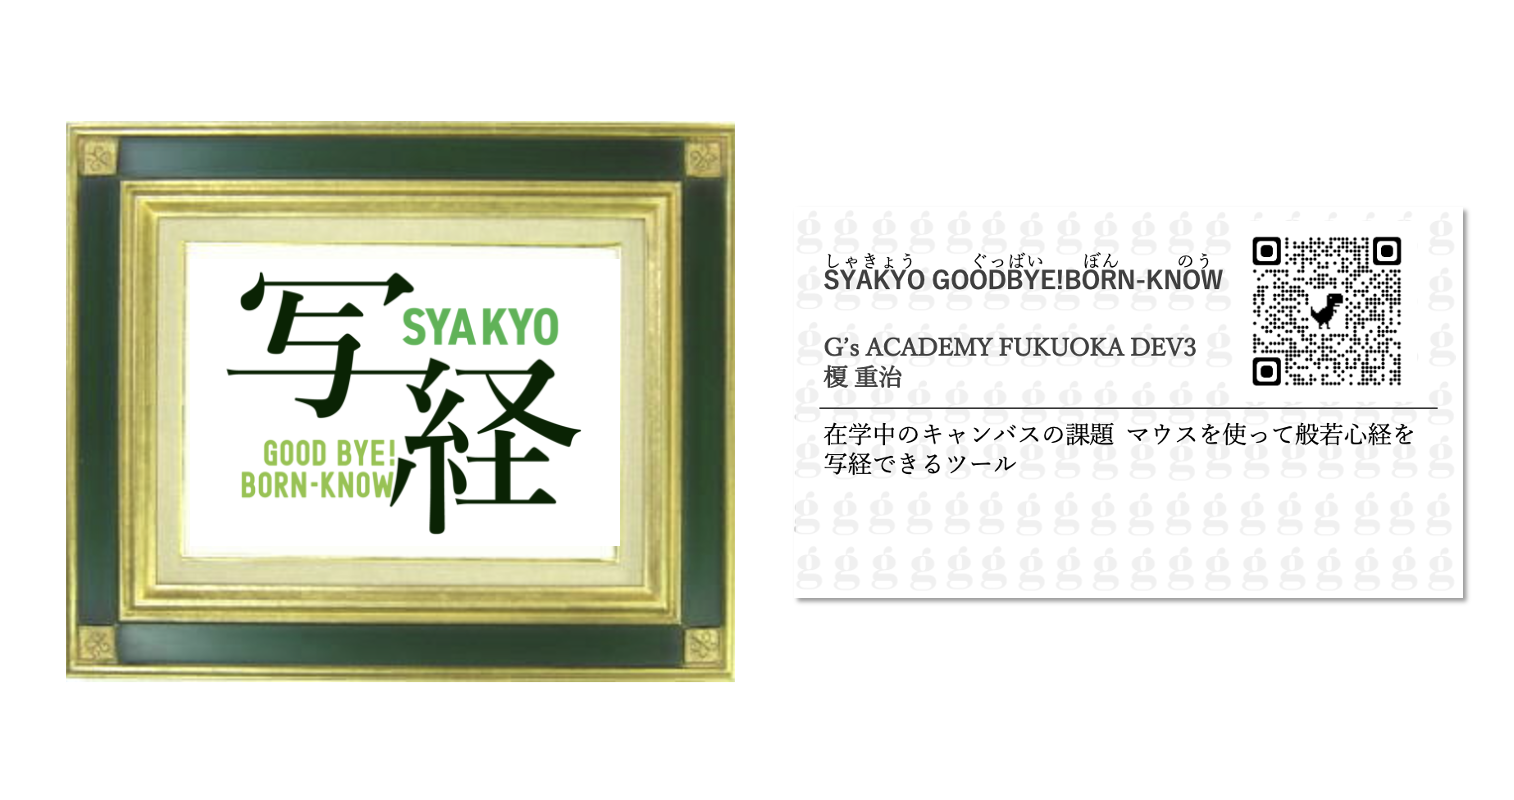 写経
SYAKYO
GOOD BYE!
BORN-KNOW
しゃきょう ぐっばい ぼん のう
SYAKYO GOODBYE!BORN-KNOW
G's ACADEMY FUKUOKA DEV3
榎 重治
在学中のキャンバスの課題 マウスを使って般若心経を
写経できるツール